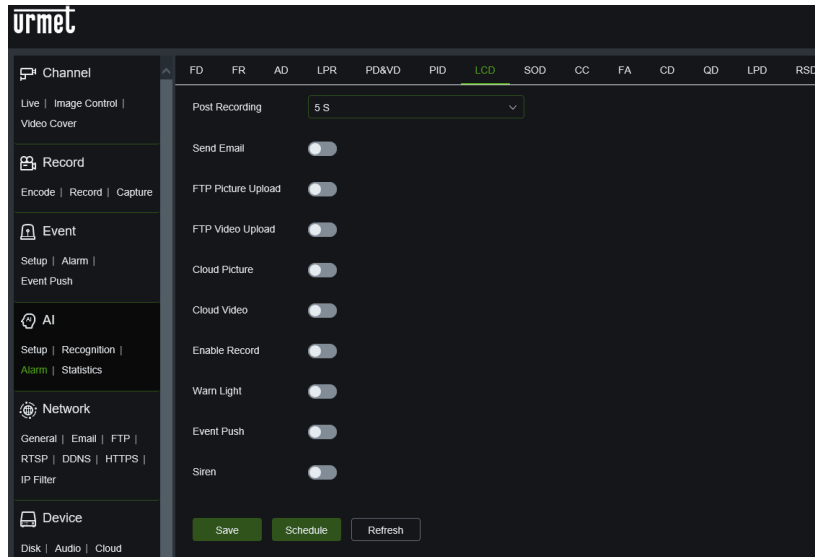 urmet
Channel
Live | Image Control |
Video Cover
Record
Encode | Record | Capture
Event
Setup | Alarm |
Event Push
AI
Setup | Recognition |
Alarm | Statistics
Network
General | Email | FTP |
RTSP | DDNS | HTTPS |
IP Filter
Device
Disk | Audio | Cloud
FD FR AD LPR PD&VD PID LCD SOD CC FA CD QD LPD RSD
Post Recording 5 S
Send Email
FTP Picture Upload
FTP Video Upload
Cloud Picture
Cloud Video
Enable Record
Warn Light
Event Push
Siren
Save Schedule Refresh